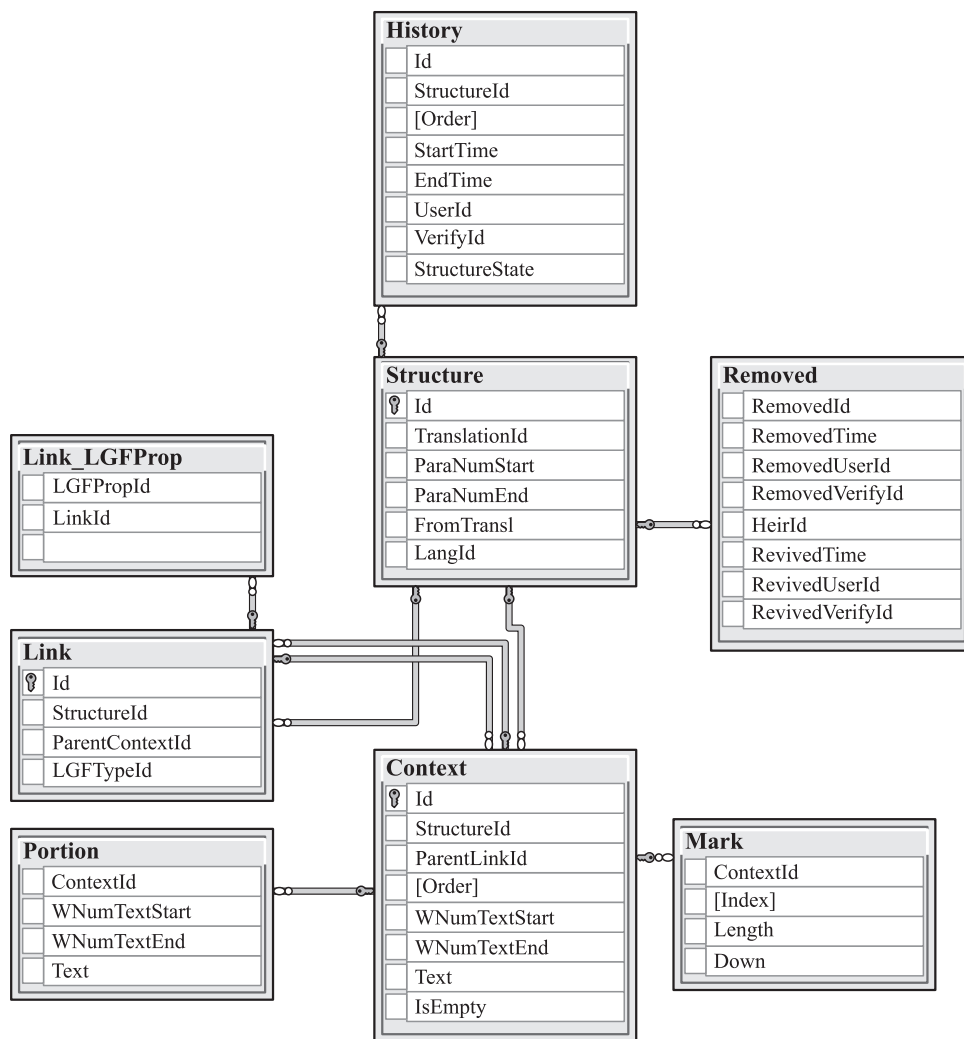 History
Id
StructureId
[Order]
StartTime
EndTime
UserId
VerifyId
StructureState
Structure
Id
TranslationId
ParaNumStart
ParaNumEnd
FromTransl
LangId
Removed
RemovedId
RemovedTime
RemovedUserId
RemovedVerifyId
HeirId
RevivedTime
RevivedUserId
RevivedVerifyId
Link_LGFProp
LGFPropId
LinkId
Link
Id
StructureId
ParentContextId
LGFTypeId
Context
Id
StructureId
ParentLinkId
[Order]
WNumTextStart
WNumTextEnd
Text
IsEmpty
Portion
ContextId
WNumTextStart
WNumTextEnd
Text
Mark
ContextId
[Index]
Length
Down